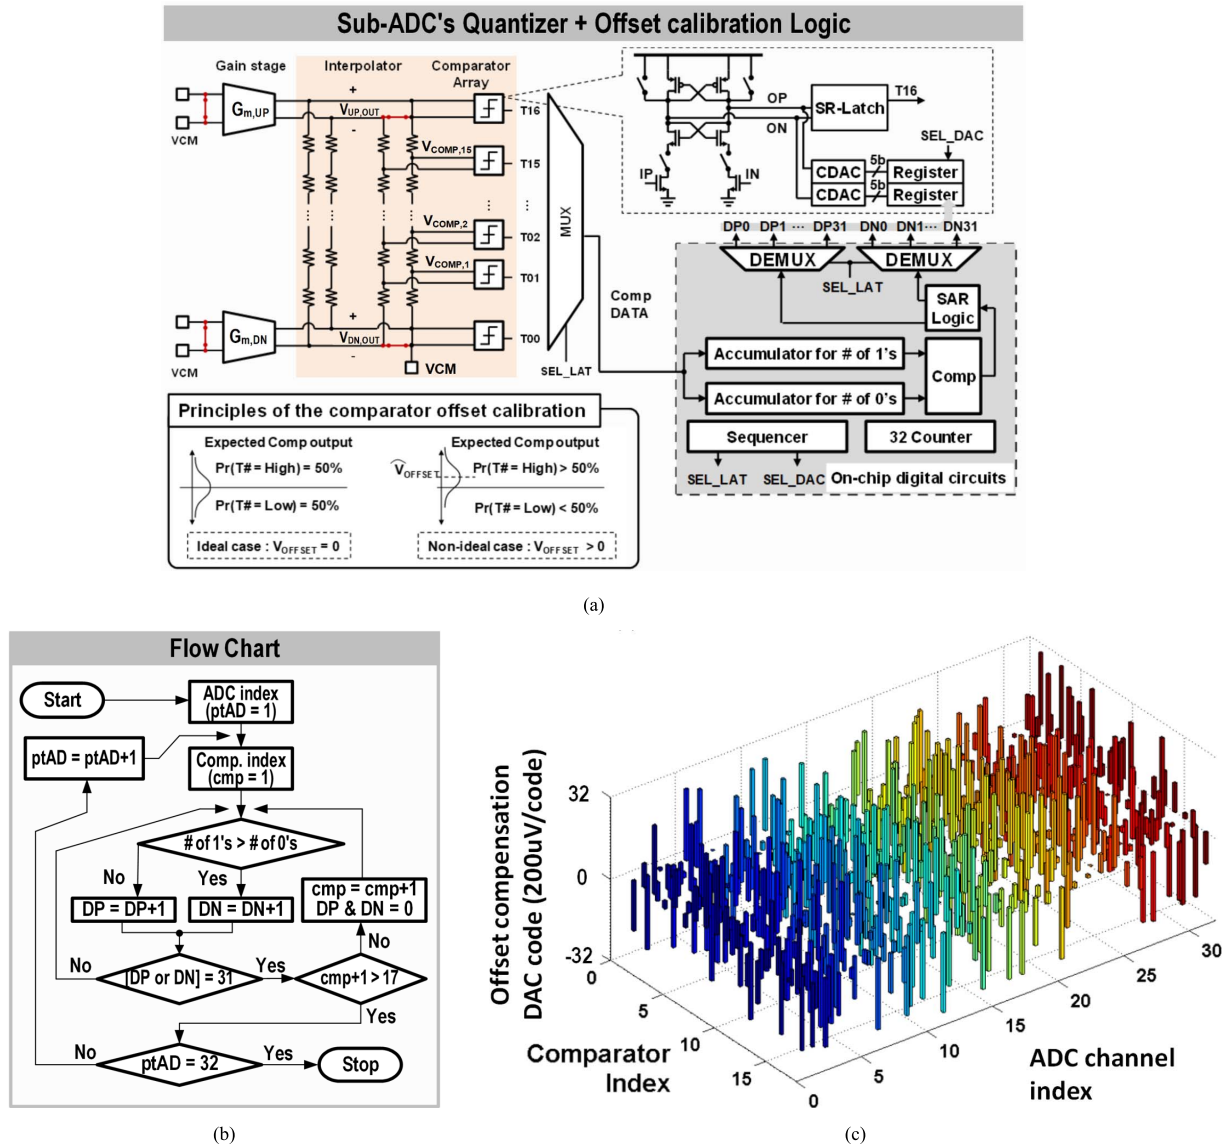 Sub-ADC's Quantizer + Offset calibration Logic
Gain stage
Interpolator
Comparator
Array
Gm,UP
VCM
+
VUP,OUT
-
VCOMP,15
VCOMP,2
VCOMP,1
Gm,DN
VCM
+
VDN,OUT
-
VCM
T16
T15
T02
T01
T00
MUX
SEL_LAT
Comp
DATA
OP
ON
IP
IN
SR-Latch
T16
SEL_DAC
CDAC
5b
Register
CDAC
5b
Register
DP0 DP1 ··· DP31 DN0 DN1··· DN31
DEMUX
DEMUX
SEL_LAT
SAR
Logic
Accumulator for # of 1's
Accumulator for # of 0's
Comp
Sequencer
32 Counter
SEL_LAT
SEL_DAC
On-chip digital circuits
Principles of the comparator offset calibration
Expected Comp output
Pr(T# = High) = 50%
Pr(T# = Low) = 50%
Ideal case : VOFFSET = 0
Expected Comp output
VOFFSET
Pr(T# = High) > 50%
Pr(T# = Low) < 50%
Non-ideal case : VOFFSET > 0
(a)
Flow Chart
Start
ADC index
(ptAD = 1)
ptAD = ptAD+1
Comp. index
(cmp = 1)
# of 1's > # of 0's
No
Yes
DP = DP+1
DN = DN+1
cmp = cmp+1
DP & DN = 0
No
No
[DP or DN] = 31
Yes
cmp+1 > 17
Yes
No
ptAD = 32
Yes
Stop
(b)
Offset compensation
DAC code (200uV/code)
32
0
-32
0
5
10
15
Comparator
Index
0
5
10
15
20
25
30
ADC channel
index
(c)